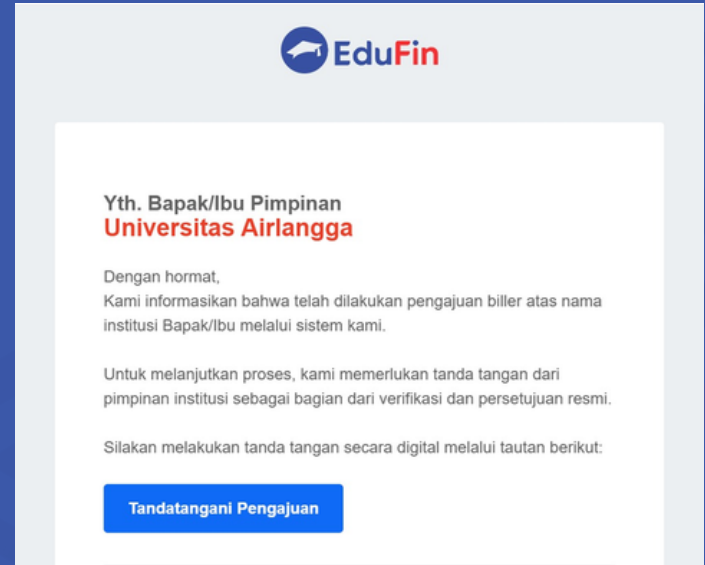 EduFin
Yth. Bapak/Ibu Pimpinan
Universitas Airlangga
Dengan hormat,
Kami informasikan bahwa telah dilakukan pengajuan biller atas nama
institusi Bapak/Ibu melalui sistem kami.
Untuk melanjutkan proses, kami memerlukan tanda tangan dari
pimpinan institusi sebagai bagian dari verifikasi dan persetujuan resmi.
Silakan melakukan tanda tangan secara digital melalui tautan berikut:
Tandatangani Pengajuan